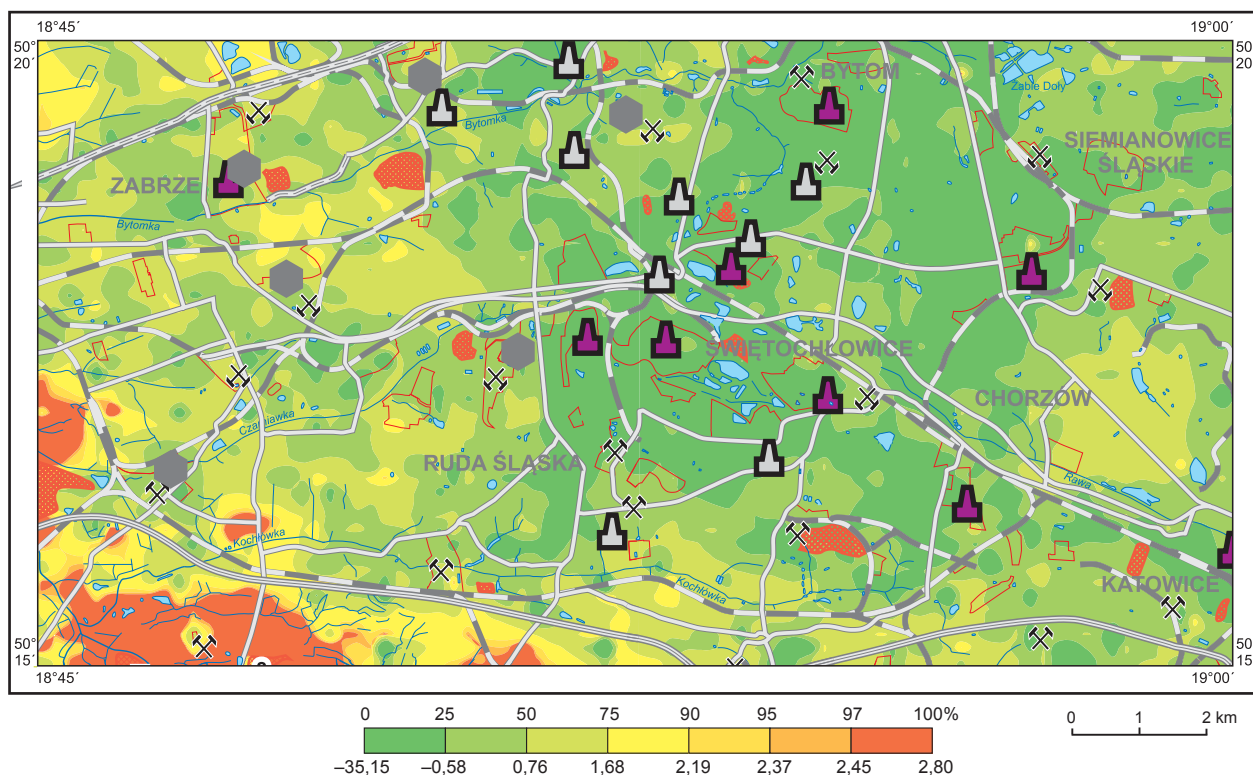 18°45´ 19°00´
50° 50
20´ 20
BYTOM
Żabie Doły
Bytomka
SIEMIANOWICE
ŚLĄSKIE
ZABRZE
Bytomka
ŚWIĘTOCHŁOWICE
CHORZÓW
Czarniawka
RUDA ŚLĄSKA
Rawa
Kochłówka
KATOWICE
Kochłówka
50° 50
15´ 15
18°45´ 19°00´
0 25 50 75 90 95 97 100%
–35,15 –0,58 0,76 1,68 2,19 2,37 2,45 2,80
0 1 2 km